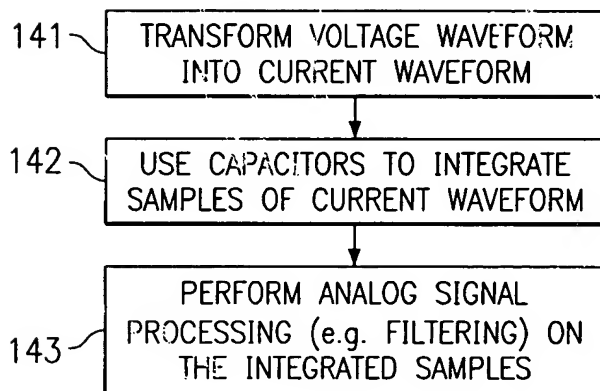 141
TRANSFORM VOLTAGE WAVEFORM
INTO CURRENT WAVEFORM
142
USE CAPACITORS TO INTEGRATE
SAMPLES OF CURRENT WAVEFORM
143
PERFORM ANALOG SIGNAL
PROCESSING (e.g. FILTERING) ON
THE INTEGRATED SAMPLES